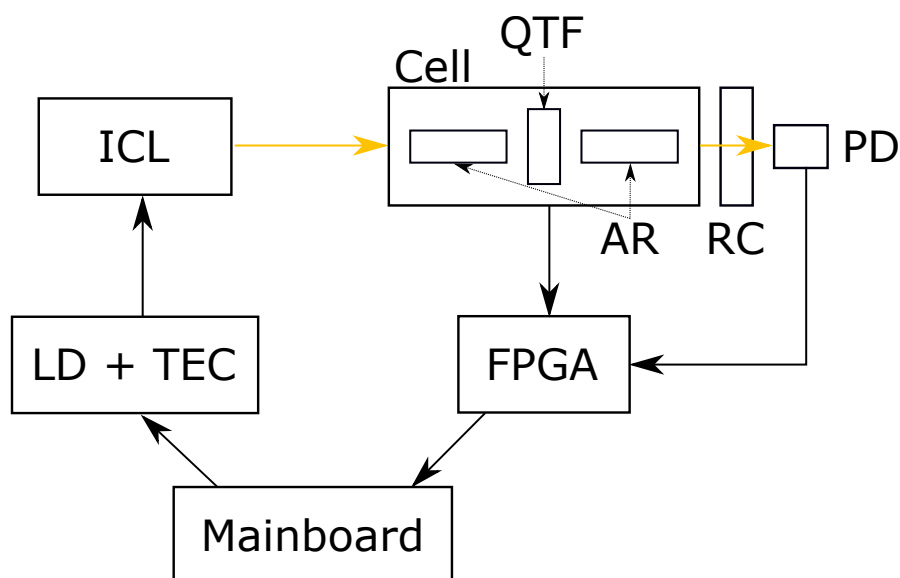 QTF
Cell
ICL
PD
AR
RC
LD + TEC
FPGA
Mainboard